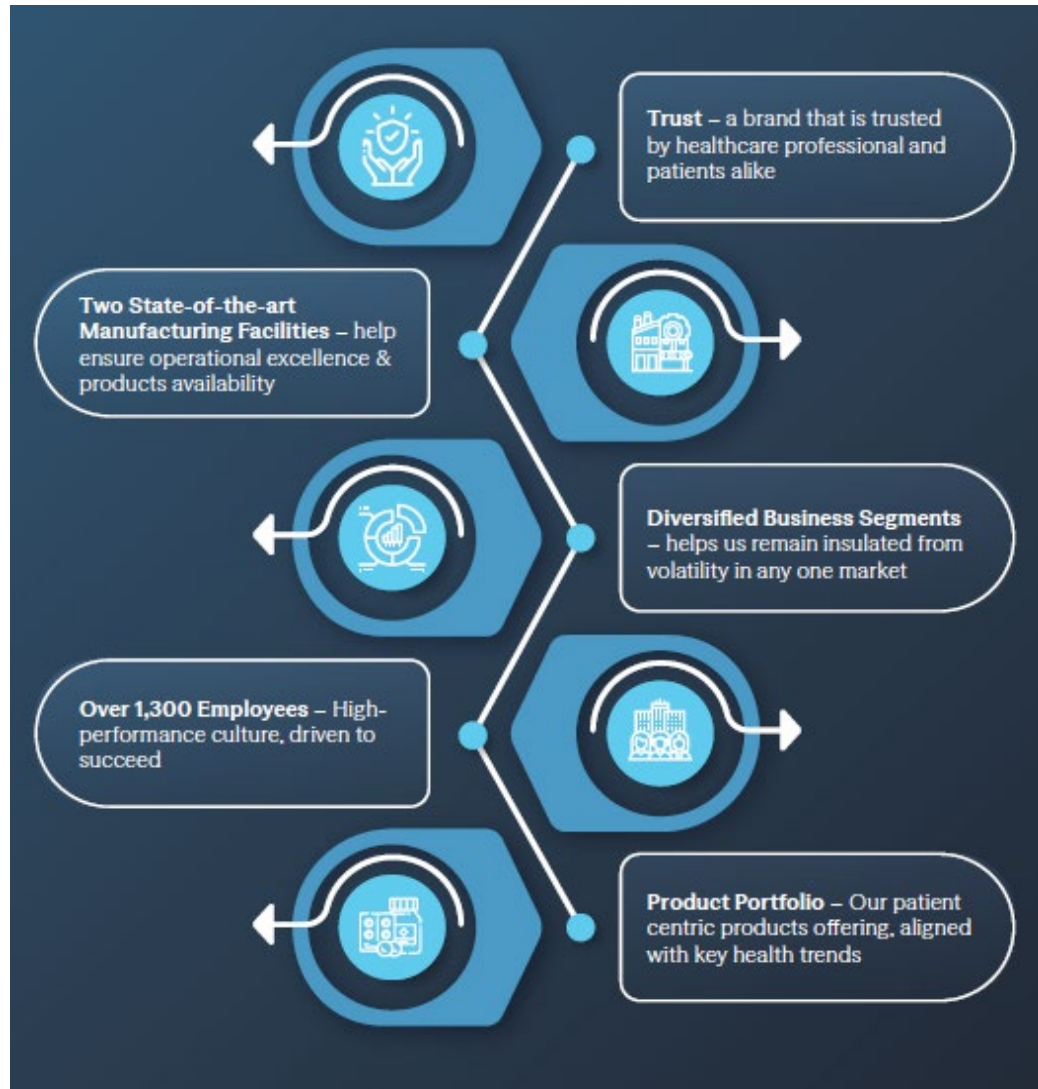 Trust – a brand that is trusted
by healthcare professional and
patients alike
Two State-of-the-art
Manufacturing Facilities – help
ensure operational excellence &
products availability
Diversified Business Segments
– helps us remain insulated from
volatility in any one market
Over 1,300 Employees – High-
performance culture, driven to
succeed
Product Portfolio – Our patient
centric products offering, aligned
with key health trends